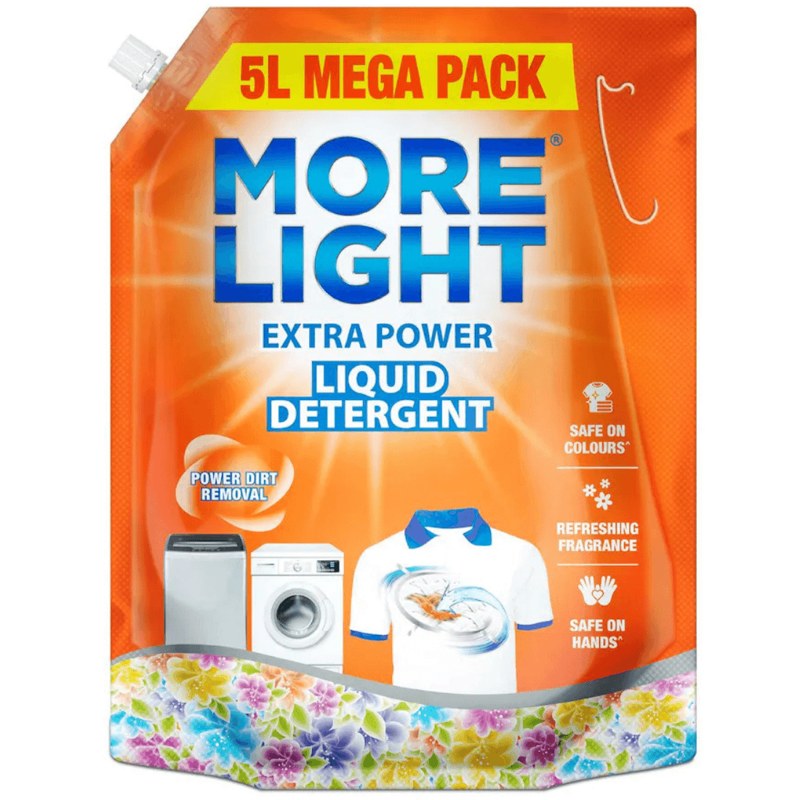 5L MEGA PACK
MORE®
LIGHT
EXTRA POWER
LIQUID
DETERGENT
POWER DIRT
REMOVAL
SAFE ON
COLOURS^
REFRESHING
FRAGRANCE
SAFE ON
HANDS^